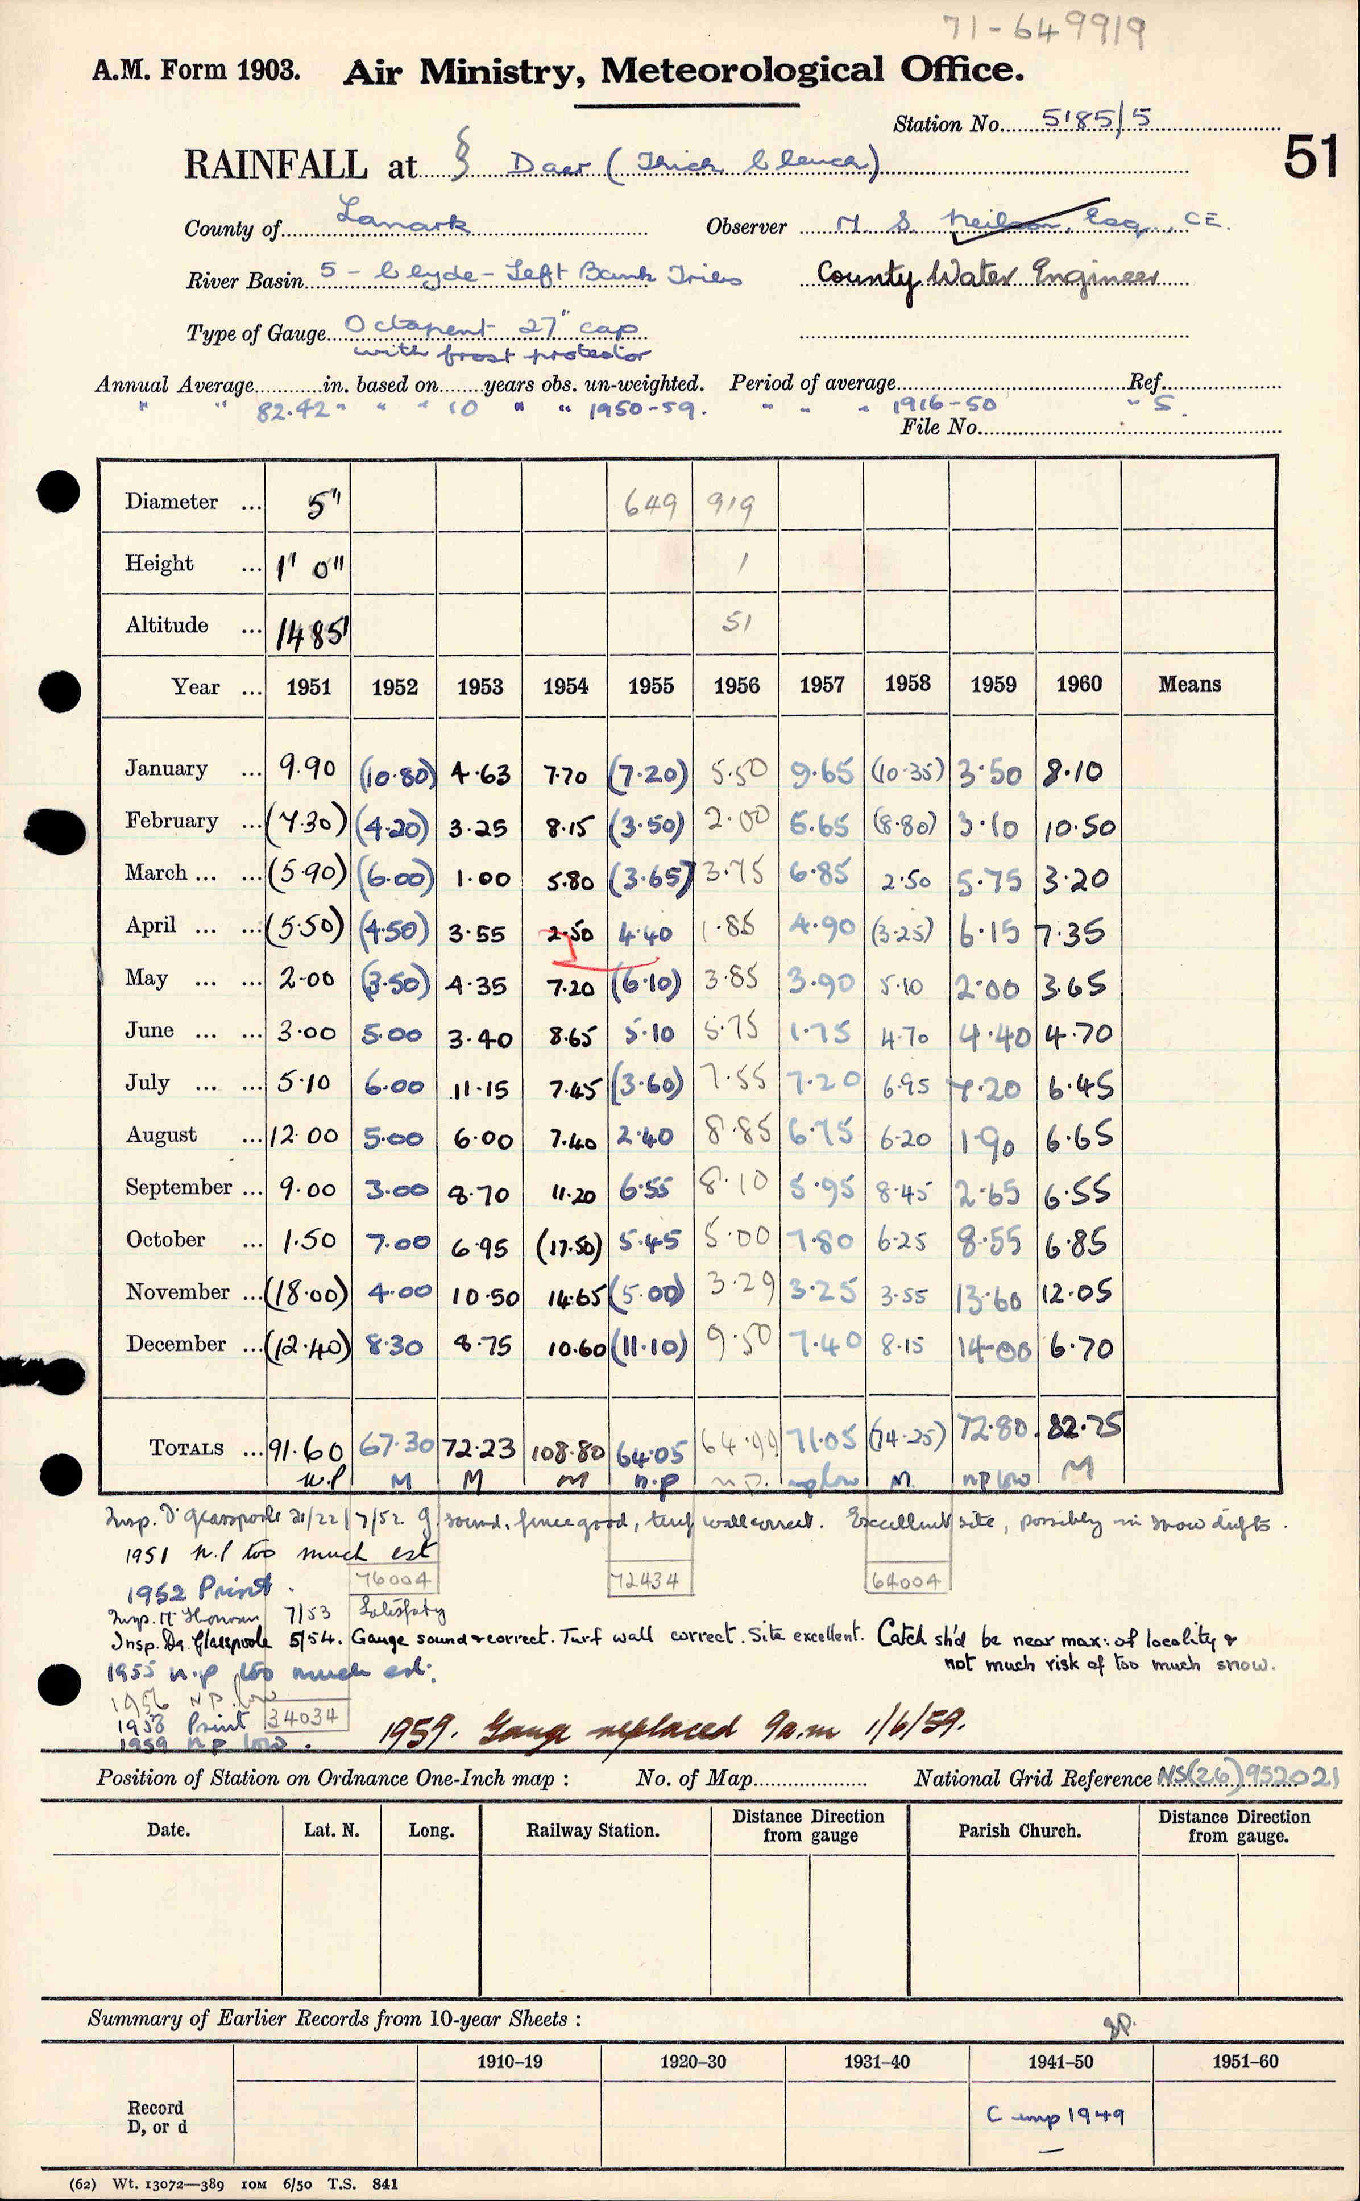 71-649919
A.M. Form 1903. Air Ministry, Meteorological Office.
Station No. 5185/5
51
RAINFALL at § Daer (Thick Cleuch)
County of Lanark Observer M. S. Neilson, Esq., CE.
River Basin 5 - Clyde - Left Bank Tribs County Water Engineer
Type of Gauge Octapent 27" cap
with frost protector
Annual Average in. based on years obs. un-weighted. Period of average Ref.
" " 82.42 " " " 10 " " 1950-59. " " " 1916-50 " S.
File No.
Diameter ... 5" 649 919
Height ... 1' 0" 1
Altitude ... 1485' 51
Year ... 1951 1952 1953 1954 1955 1956 1957 1958 1959 1960 Means
January ... 9.90 (10.80) 4.63 7.70 (7.20) 5.50 9.65 (10.35) 3.50 8.10
February ... (7.30) (4.20) 3.25 8.15 (3.50) 2.00 5.65 (8.80) 3.10 10.50
March ... ... (5.90) (6.00) 1.00 5.80 (3.65) 3.75 6.85 2.50 5.75 3.20
April ... ... (5.50) (4.50) 3.55 2.50 4.40 1.85 4.90 (3.25) 6.15 7.35
May ... ... 2.00 (3.50) 4.35 7.20 (6.10) 3.85 3.90 5.10 2.00 3.65
June ... ... 3.00 5.00 3.40 8.65 5.10 5.75 1.75 4.70 4.40 4.70
July ... ... 5.10 6.00 11.15 7.45 (3.60) 7.55 7.20 6.95 7.20 6.45
August ... 12.00 5.00 6.00 7.40 2.40 8.85 6.75 6.20 1.90 6.65
September ... 9.00 3.00 8.70 11.20 6.55 8.10 5.95 8.45 2.65 6.55
October ... 1.50 7.00 6.95 (17.50) 5.45 5.00 7.80 6.25 8.55 6.85
November ... (18.00) 4.00 10.50 14.65 (5.00) 3.29 3.25 3.55 13.60 12.05
December ... (12.40) 8.30 8.75 10.60 (11.10) 9.50 7.40 8.15 14.00 6.70
TOTALS ... 91.60 67.30 72.23 108.80 64.05 64.99 71.05 (74.25) 72.80 82.75
n.p M M M n.p n.p. np low M. n.p low M
Insp. Dr Glasspoole 21/22/7/52. G. sound, fence good, turf wall correct. Excellent site, possibly in snow drifts.
1951 n.p too much est
76004 72434 64004
1952 Print.
Insp. 7/53 Satisfaty
Insp. Dr. Glasspoole 5/54. Gauge sound & correct. Turf wall correct. Site excellent. Catch sh'd be near max: of locality &
not much risk of too much snow.
1955 n.p too much est.
1956 N.P. low
1958 Print 34034
1959 n.p low.
1959. Gauge replaced 9a.m 1/6/59.
Position of Station on Ordnance One-Inch map : No. of Map National Grid Reference NS(26)952021
Date. Lat. N. Long. Railway Station. Distance Direction from gauge Parish Church. Distance Direction from gauge.
Summary of Earlier Records from 10-year Sheets :
1910–19 1920–30 1931–40 1941–50 1951–60
Record
D, or d
C imp 1949
–
(62) Wt. 13072—389 10M 6/50 T.S. 841